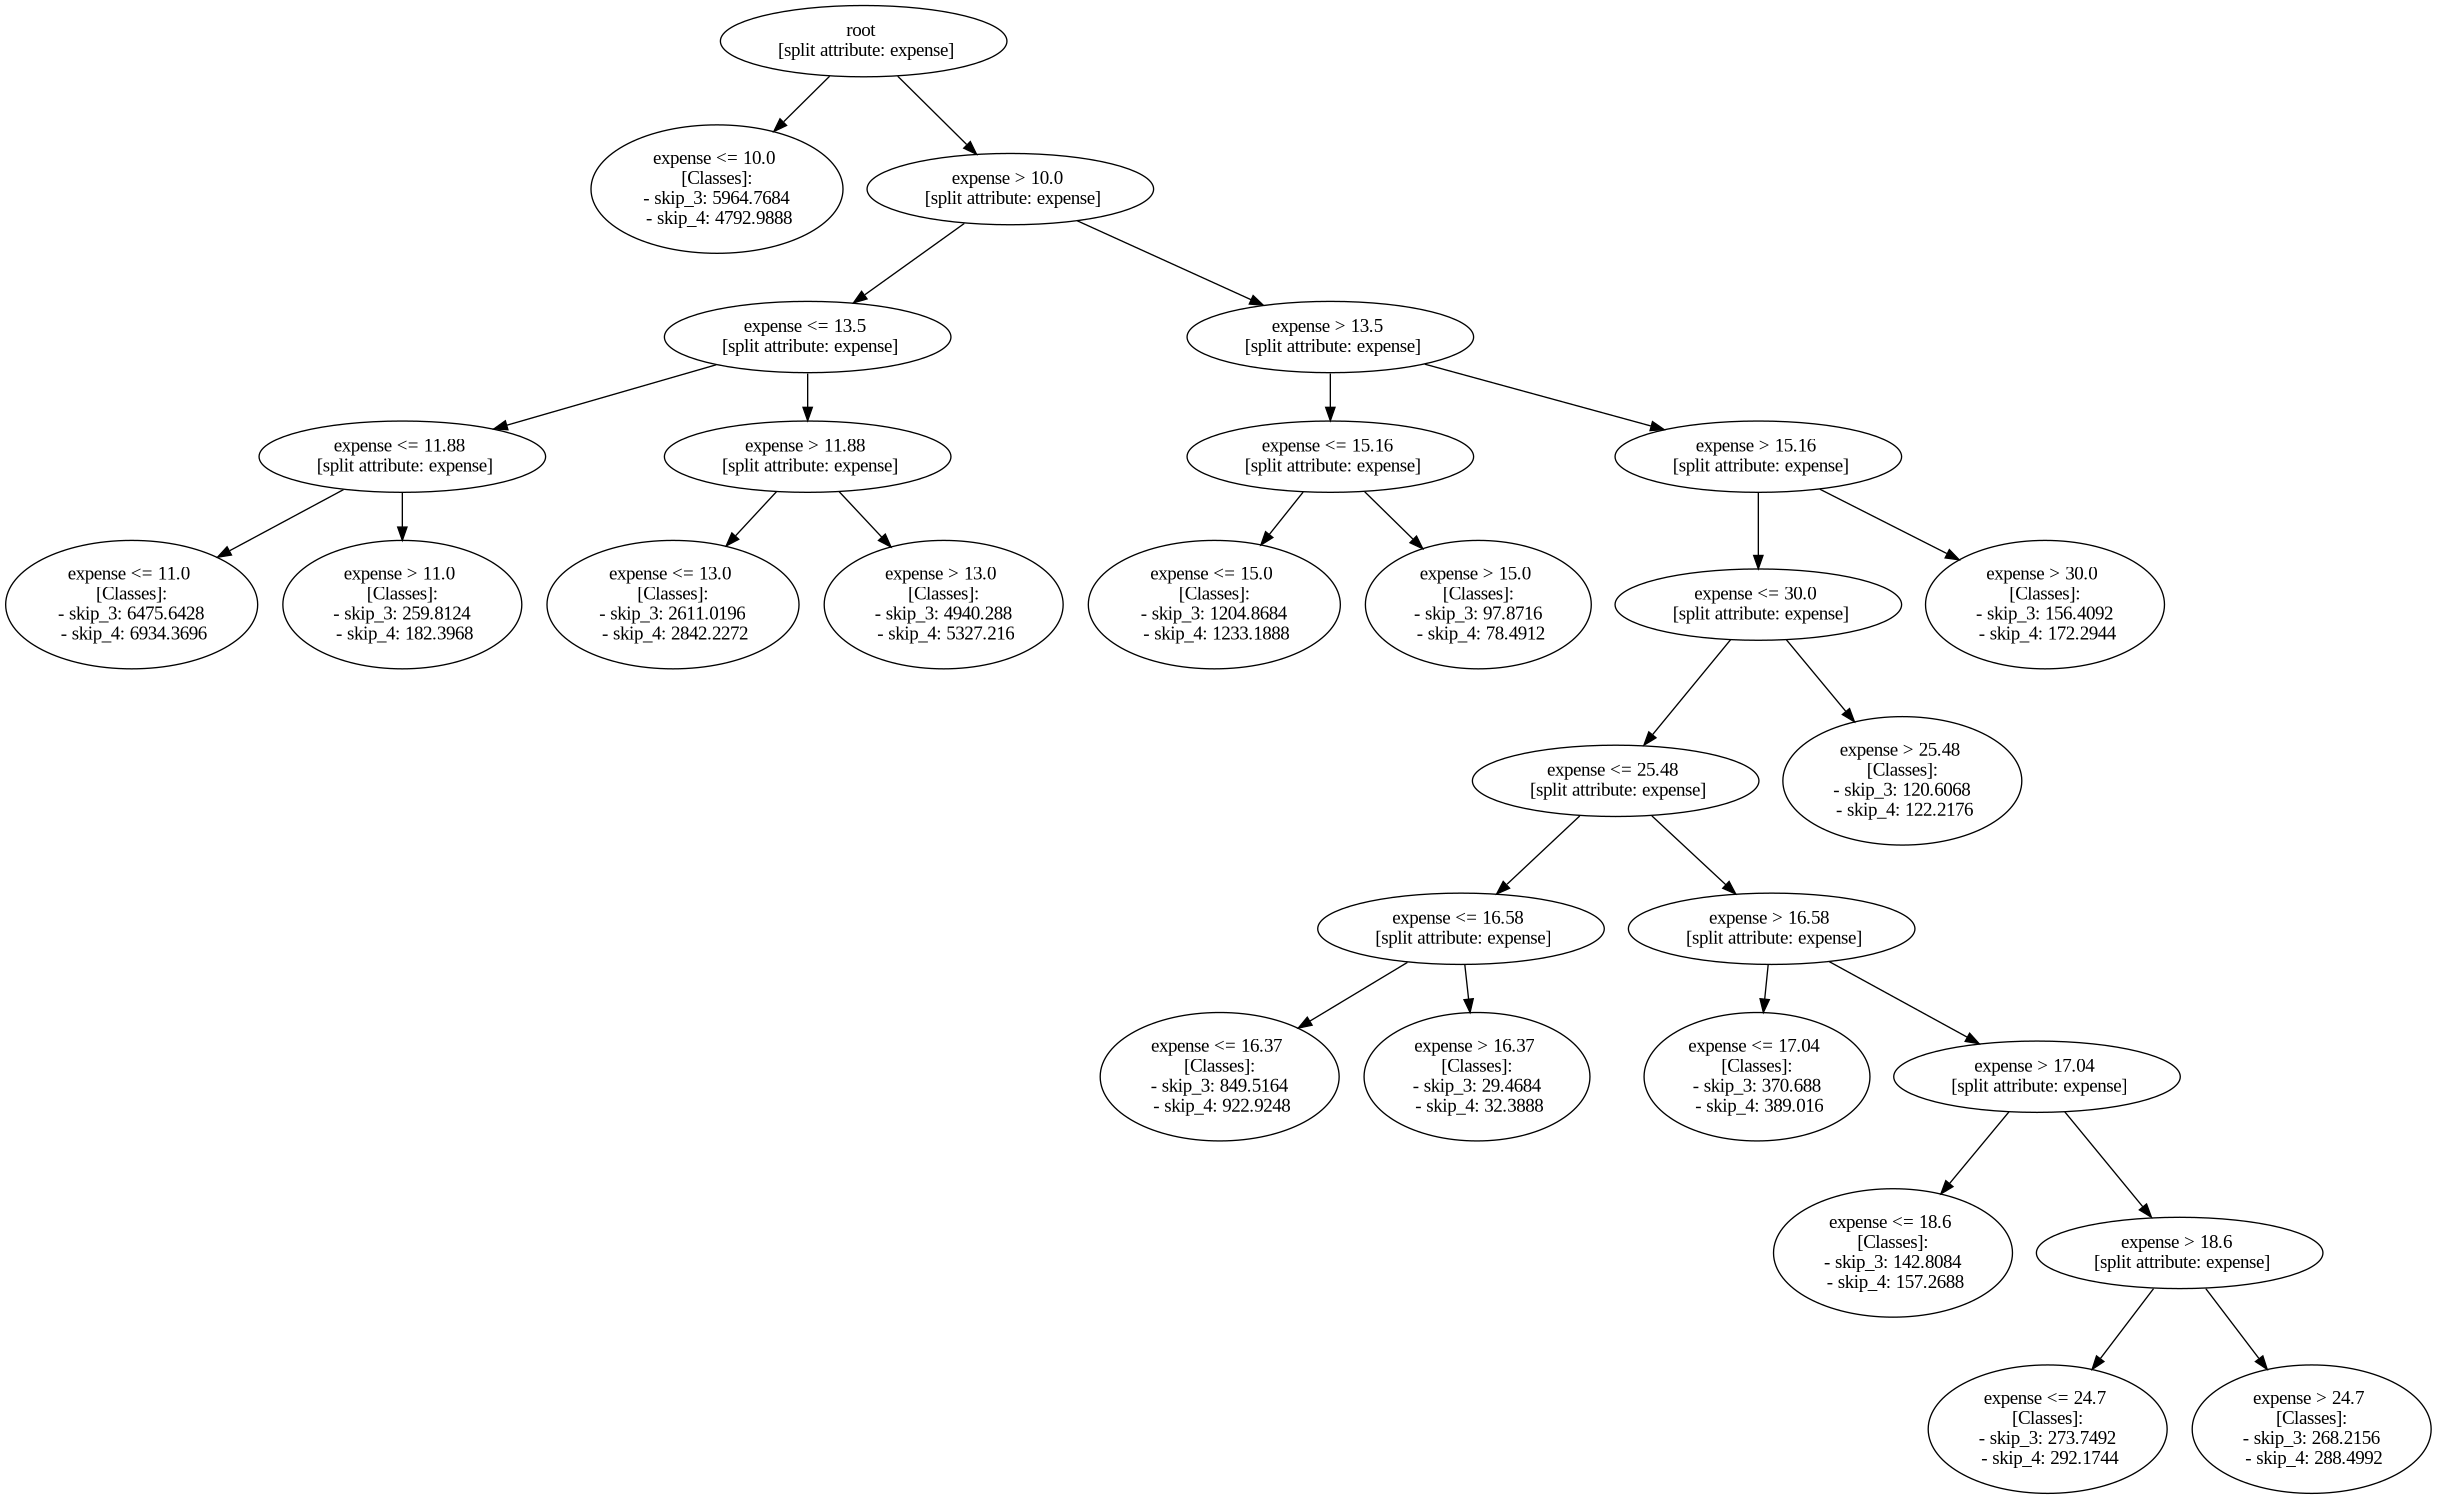 root
[split attribute: expense]
expense <= 10.0
[Classes]:
- skip_3: 5964.7684
- skip_4: 4792.9888
expense > 10.0
[split attribute: expense]
expense <= 13.5
[split attribute: expense]
expense > 13.5
[split attribute: expense]
expense <= 11.88
[split attribute: expense]
expense > 11.88
[split attribute: expense]
expense <= 15.16
[split attribute: expense]
expense > 15.16
[split attribute: expense]
expense <= 11.0
[Classes]:
- skip_3: 6475.6428
- skip_4: 6934.3696
expense > 11.0
[Classes]:
- skip_3: 259.8124
- skip_4: 182.3968
expense <= 13.0
[Classes]:
- skip_3: 2611.0196
- skip_4: 2842.2272
expense > 13.0
[Classes]:
- skip_3: 4940.288
- skip_4: 5327.216
expense <= 15.0
[Classes]:
- skip_3: 1204.8684
- skip_4: 1233.1888
expense > 15.0
[Classes]:
- skip_3: 97.8716
- skip_4: 78.4912
expense <= 30.0
[split attribute: expense]
expense > 30.0
[Classes]:
- skip_3: 156.4092
- skip_4: 172.2944
expense <= 25.48
[split attribute: expense]
expense > 25.48
[Classes]:
- skip_3: 120.6068
- skip_4: 122.2176
expense <= 16.58
[split attribute: expense]
expense > 16.58
[split attribute: expense]
expense <= 16.37
[Classes]:
- skip_3: 849.5164
- skip_4: 922.9248
expense > 16.37
[Classes]:
- skip_3: 29.4684
- skip_4: 32.3888
expense <= 17.04
[Classes]:
- skip_3: 370.688
- skip_4: 389.016
expense > 17.04
[split attribute: expense]
expense <= 18.6
[Classes]:
- skip_3: 142.8084
- skip_4: 157.2688
expense > 18.6
[split attribute: expense]
expense <= 24.7
[Classes]:
- skip_3: 273.7492
- skip_4: 292.1744
expense > 24.7
[Classes]:
- skip_3: 268.2156
- skip_4: 288.4992